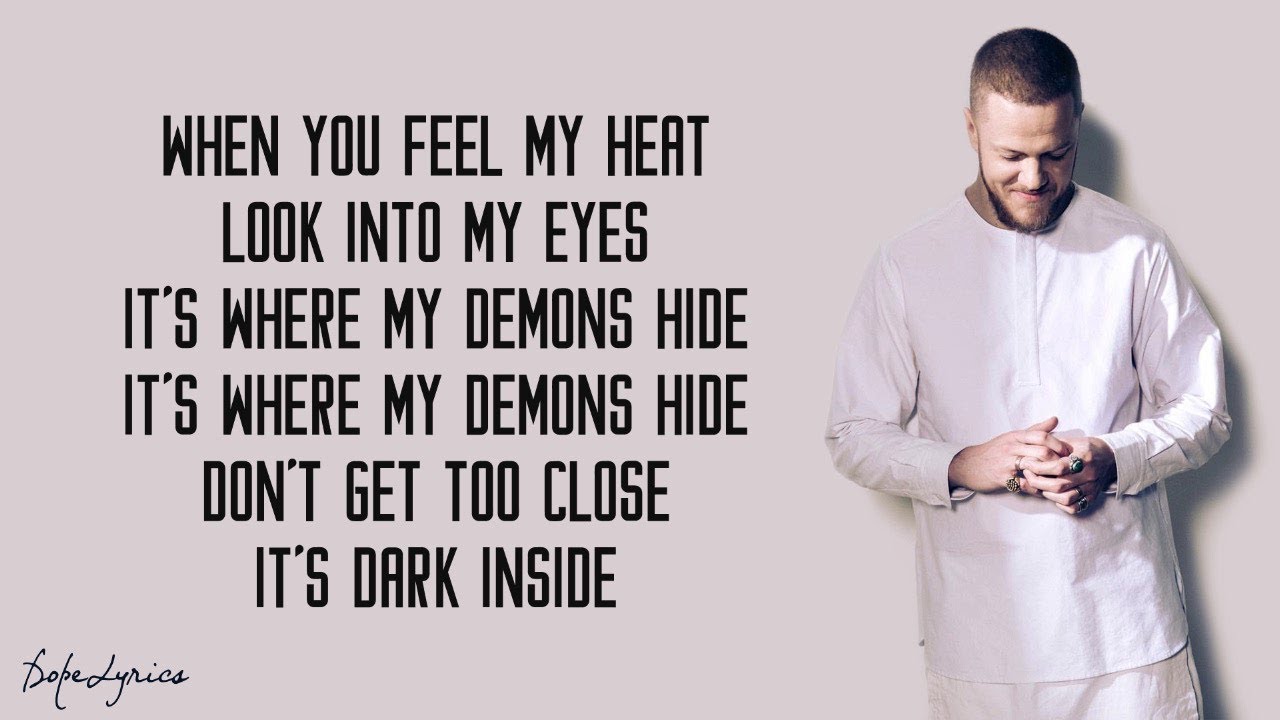 WHEN YOU FEEL MY HEAT
LOOK INTO MY EYES
IT'S WHERE MY DEMONS HIDE
IT'S WHERE MY DEMONS HIDE
DON'T GET TOO CLOSE
IT'S DARK INSIDE
DopeLyrics